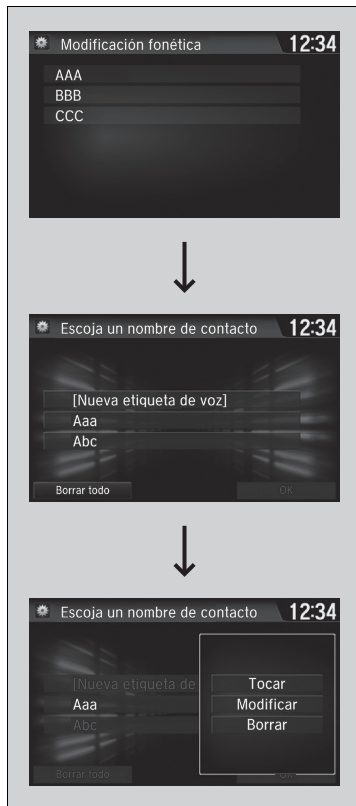 Modificación fonética 12:34
AAA
BBB
CCC
Escoja un nombre de contacto 12:34
[Nueva etiqueta de voz]
Aaa
Abc
Borrar todo OK
Escoja un nombre de contacto 12:34
[Nueva etiqueta de
Tocar
Aaa
Modificar
Abc
Borrar
Borrar todo OK